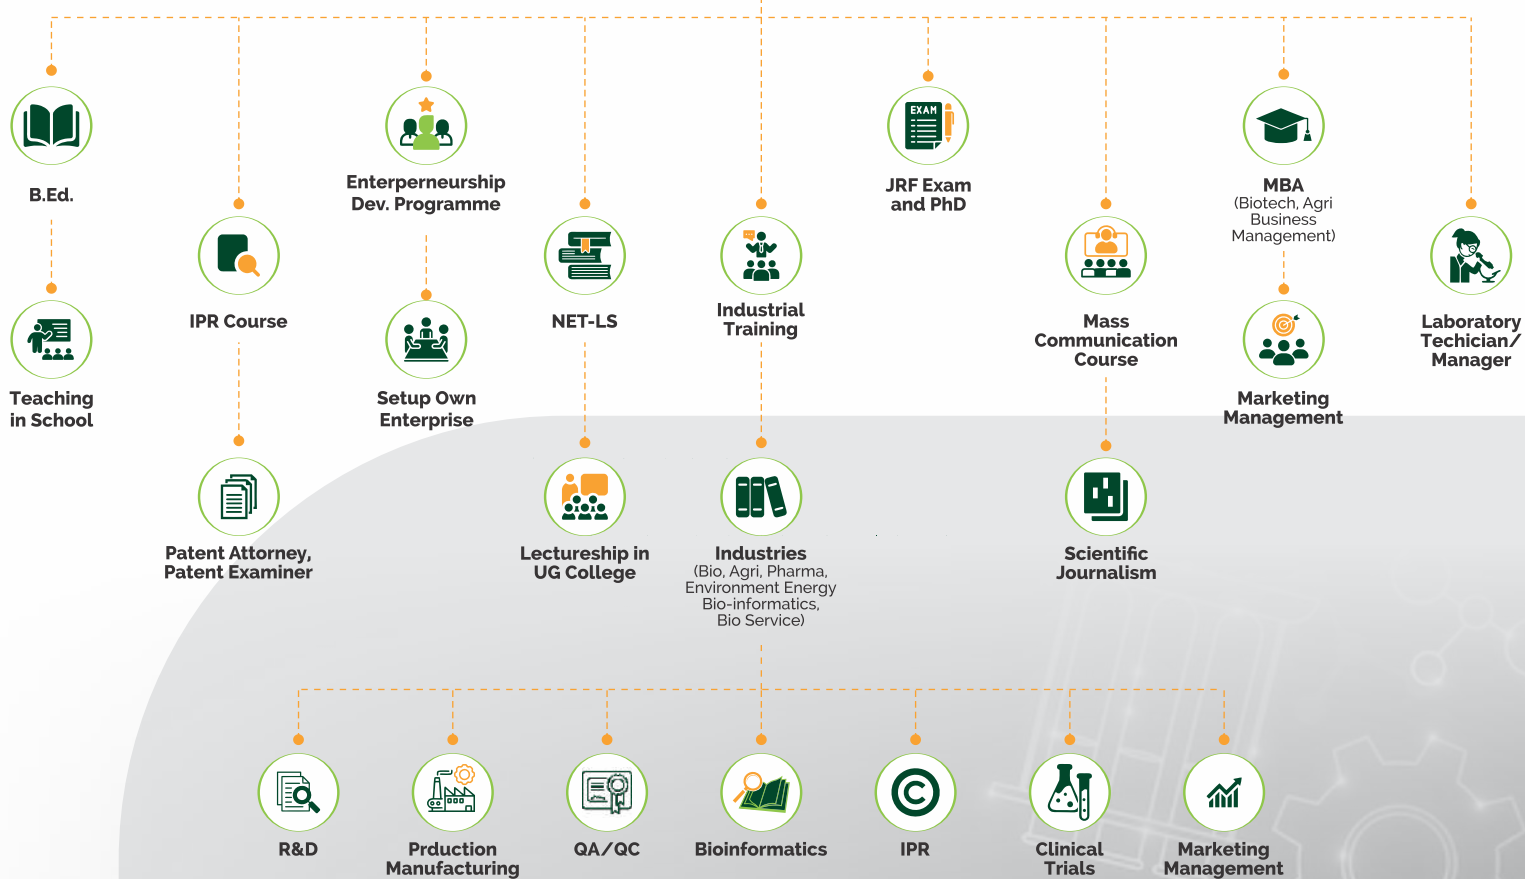 B.Ed.
Enterperneurship
Dev. Programme
EXAM
JRF Exam
and PhD
MBA
(Biotech, Agri
Business
Management)
IPR Course
NET-LS
Industrial
Training
Mass
Communication
Course
Laboratory
Techician/
Manager
Teaching
in School
Setup Own
Enterprise
Marketing
Management
Patent Attorney,
Patent Examiner
Lectureship in
UG College
Industries
(Bio, Agri, Pharma,
Environment Energy
Bio-informatics,
Bio Service)
Scientific
Journalism
R&D
Prduction
Manufacturing
QA/QC
Bioinformatics
C
IPR
Clinical
Trials
Marketing
Management